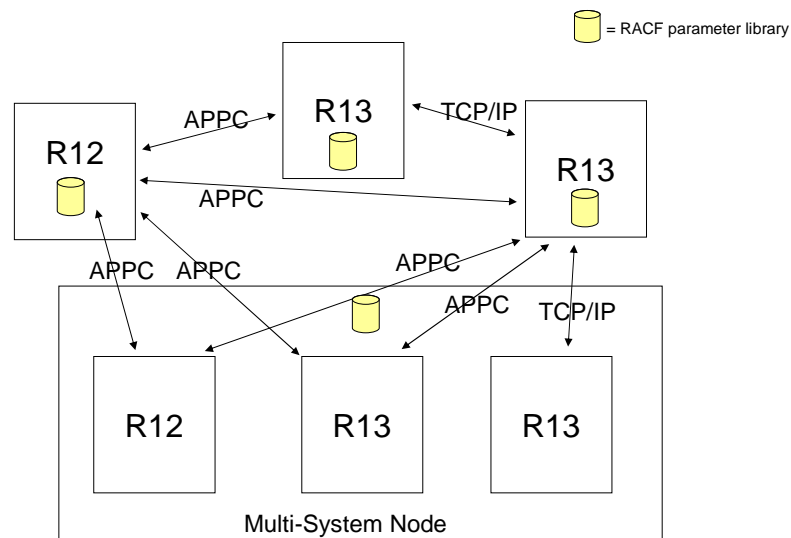 = RACF parameter library
APPC
R13
TCP/IP
R12
R13
APPC
APPC
APPC
APPC
APPC
TCP/IP
R12
R13
R13
Multi-System Node